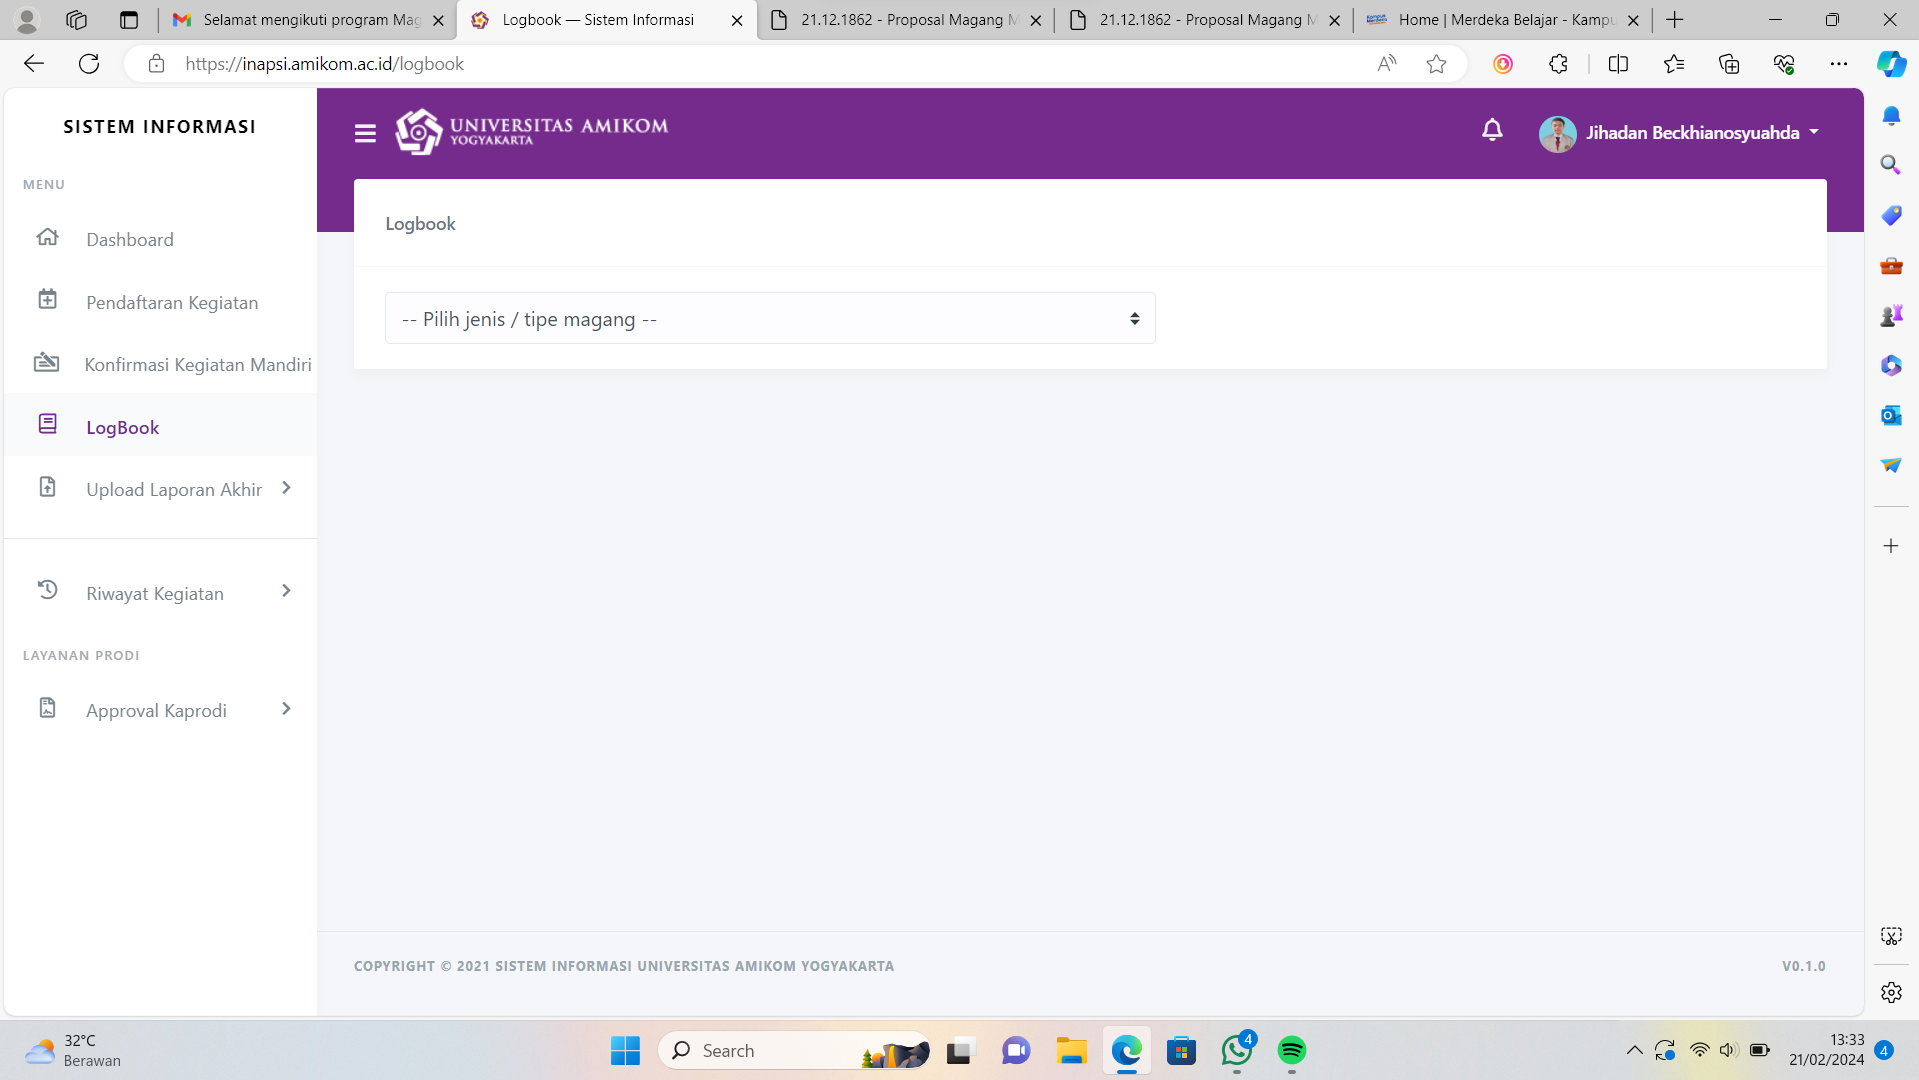 Selamat mengikuti program Mag
Logbook — Sistem Informasi
21.12.1862 - Proposal Magang M
21.12.1862 - Proposal Magang M
Home | Merdeka Belajar - Kampu
https://inapsi.amikom.ac.id/logbook
SISTEM INFORMASI
MENU
Dashboard
Pendaftaran Kegiatan
Konfirmasi Kegiatan Mandiri
LogBook
Upload Laporan Akhir
Riwayat Kegiatan
LAYANAN PRODI
Approval Kaprodi
UNIVERSITAS AMIKOM
YOGYAKARTA
Jihadan Beckhianosyuahda
Logbook
-- Pilih jenis / tipe magang --
COPYRIGHT © 2021 SISTEM INFORMASI UNIVERSITAS AMIKOM YOGYAKARTA
V0.1.0
32°C
Berawan
Search
4
13:33
21/02/2024
4